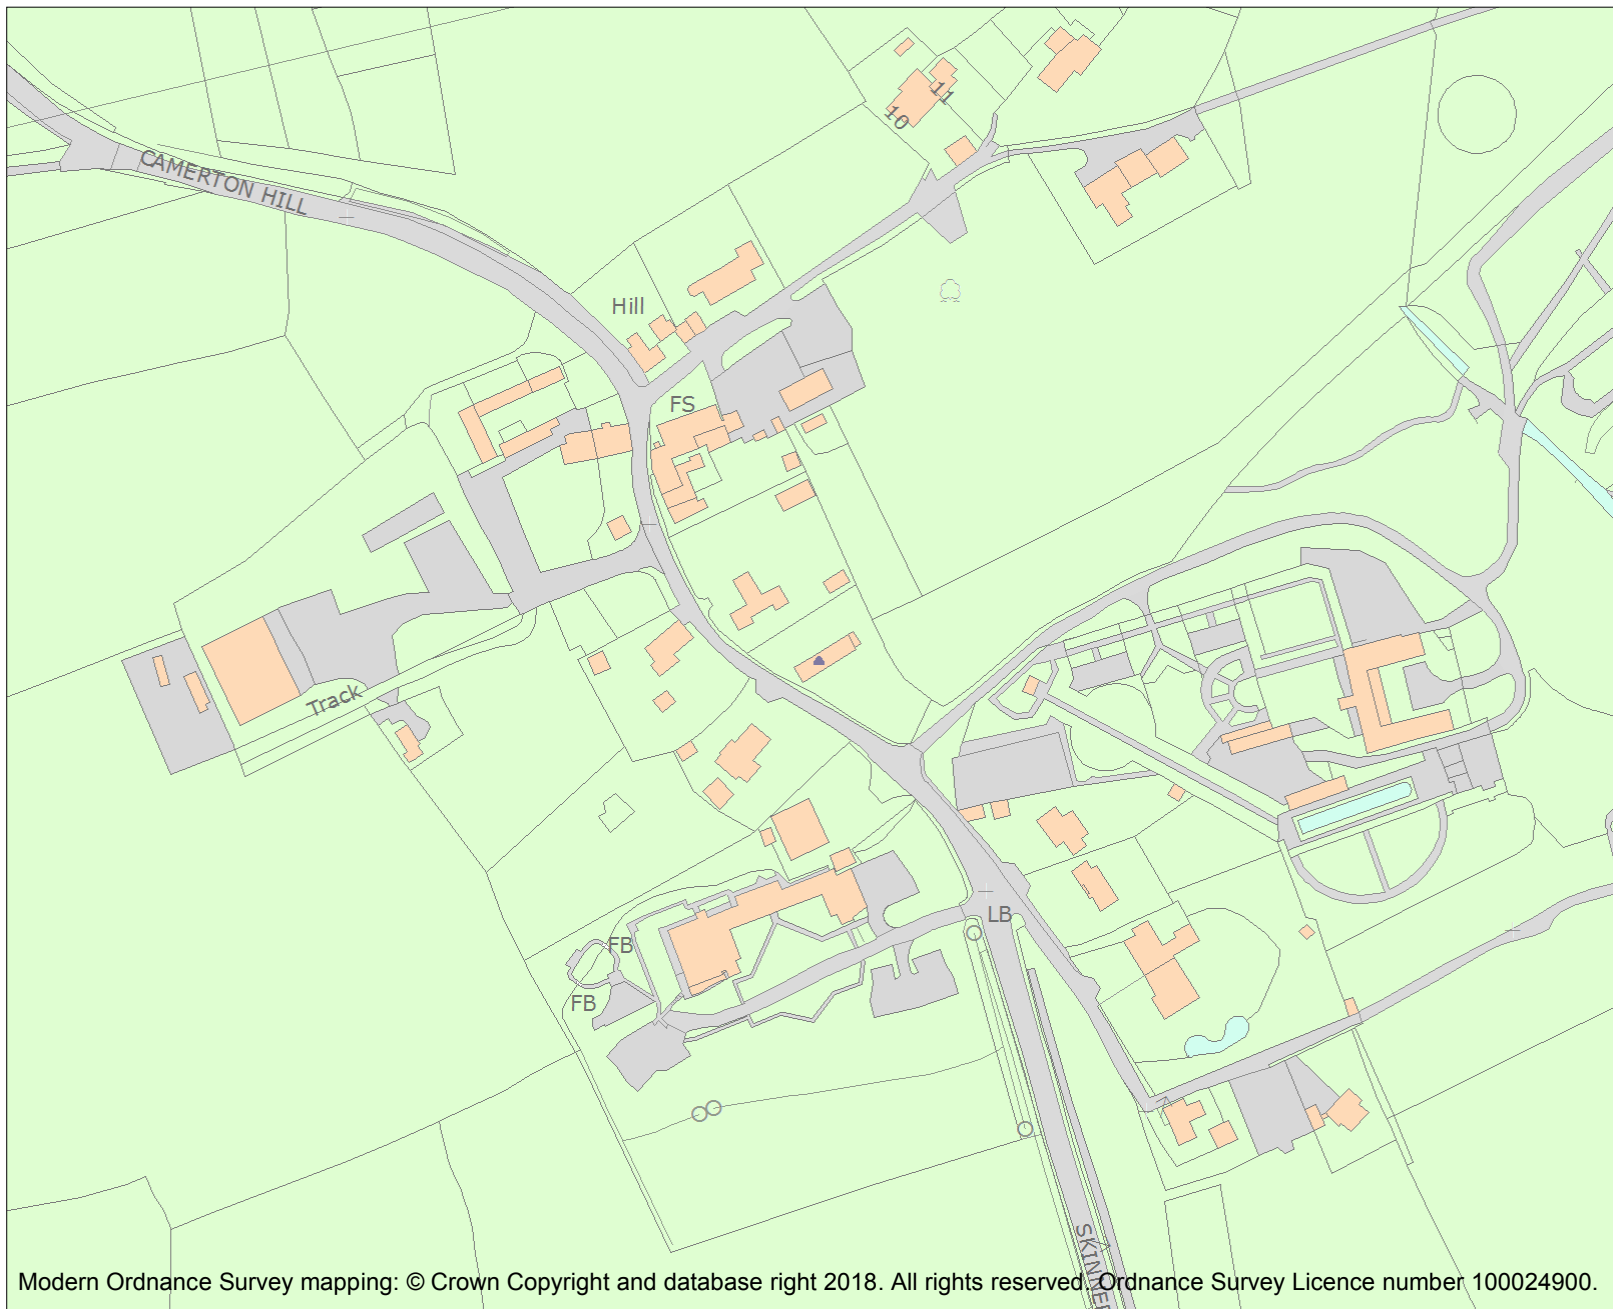 11
10
CAMERTON HILL
Hill
FS
Track
LB
FB
FB
Modern Ordnance Survey mapping: © Crown Copyright and database right 2018. All rights reserved. Ordnance Survey Licence number 100024900.